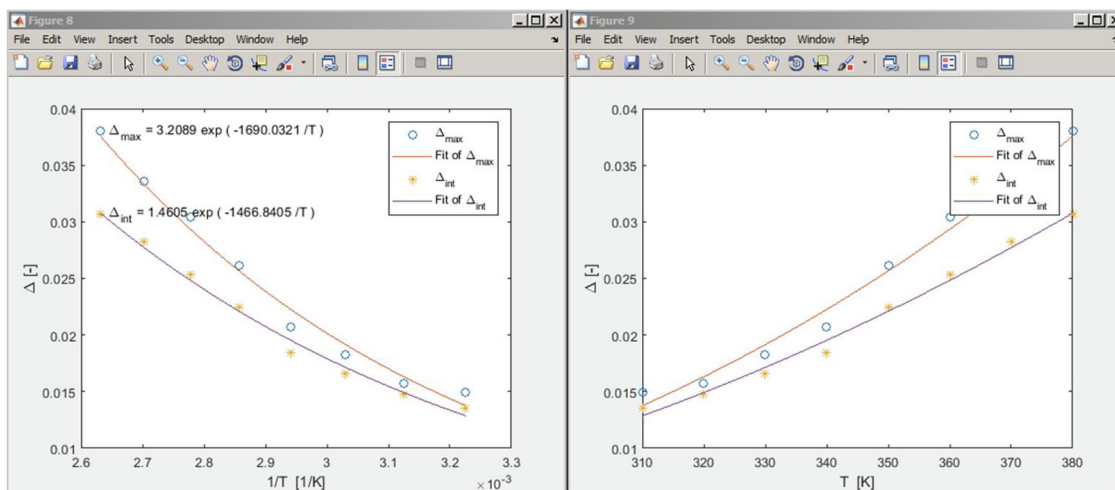 Figure 8
File Edit View Insert Tools Desktop Window Help
0.04
0.035
0.03
0.025
0.02
0.015
0.01
Δ [-]
Δmax = 3.2089 exp ( -1690.0321 /T )
Δint = 1.4605 exp ( -1466.8405 /T )
Δmax
Fit of Δmax
Δint
Fit of Δint
2.6 2.7 2.8 2.9 3 3.1 3.2 3.3
1/T [1/K]
× 10⁻³
Figure 9
File Edit View Insert Tools Desktop Window Help
0.04
0.035
0.03
0.025
0.02
0.015
0.01
Δ [-]
Δmax
Fit of Δmax
Δint
Fit of Δint
310 320 330 340 350 360 370 380
T [K]